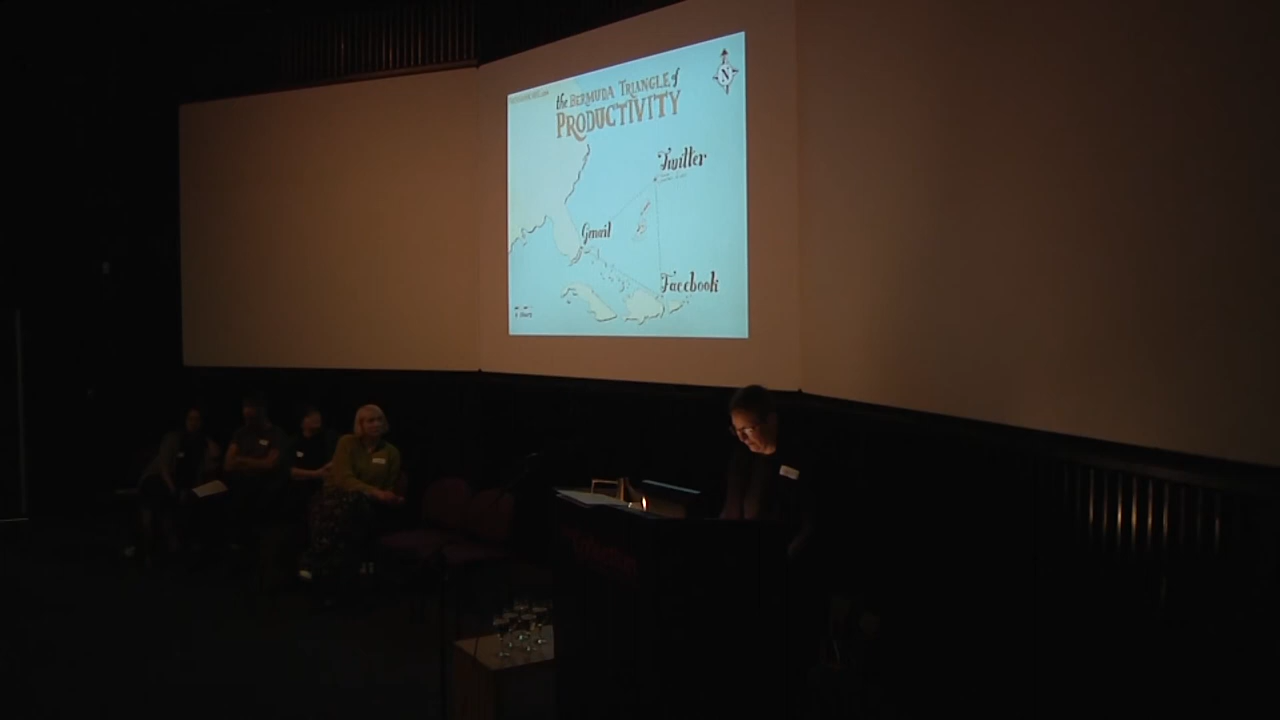 the BERMUDA TRIANGLE of
PRODUCTIVITY
N
Twitter
Gmail
Facebook